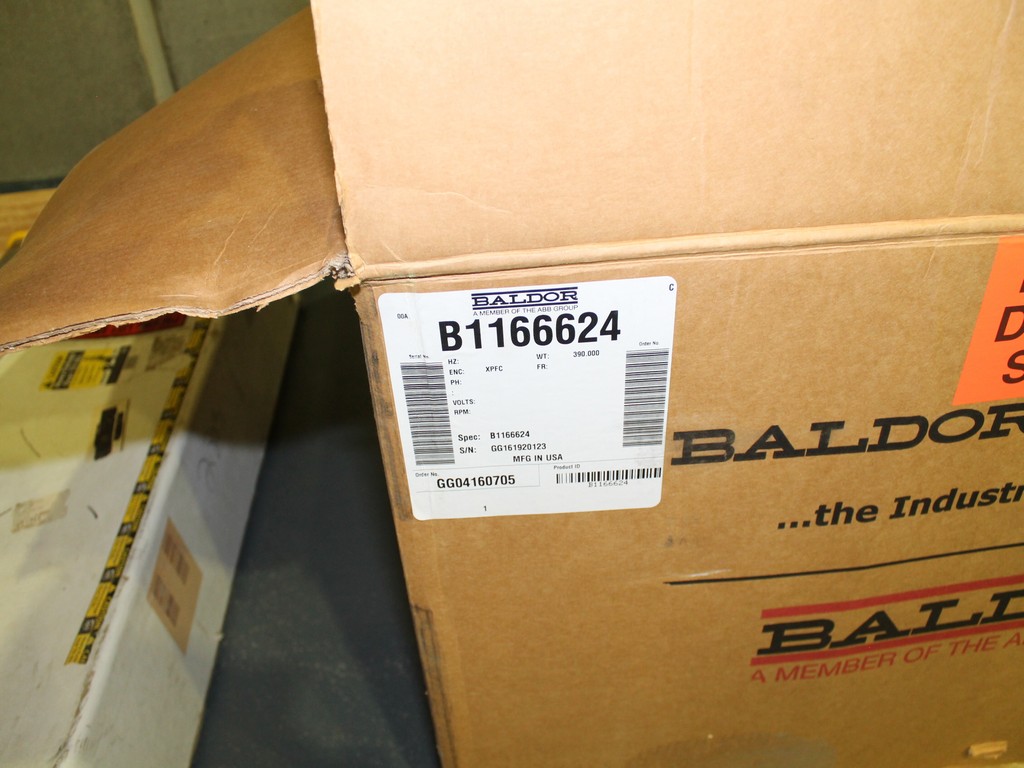 00A
BALDOR
C
A MEMBER OF THE ABB GROUP
B1166624
Serial No.
Order No.
HZ:
WT: 390.000
ENC: XPFC
FR:
PH:
VOLTS:
RPM:
Spec: B1166624
S/N: GG161920123
MFG IN USA
Order No.
GG04160705
Product ID
B1166624
1
D
S
BALDOR
...the Industr
BALD
A MEMBER OF THE A